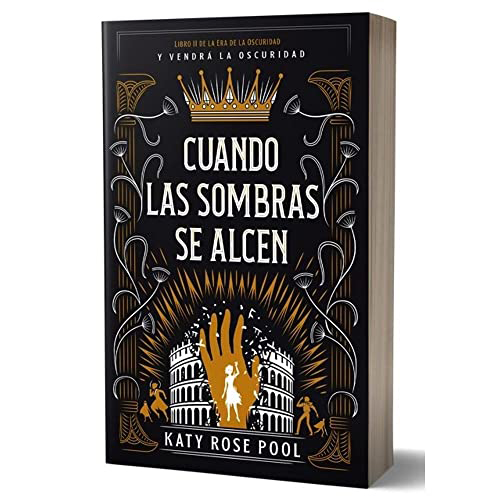 LIBRO II DE LA ERA DE LA OSCURIDAD
Y VENDRÁ LA OSCURIDAD
CUANDO
LAS SOMBRAS
SE ALCEN
KATY ROSE POOL